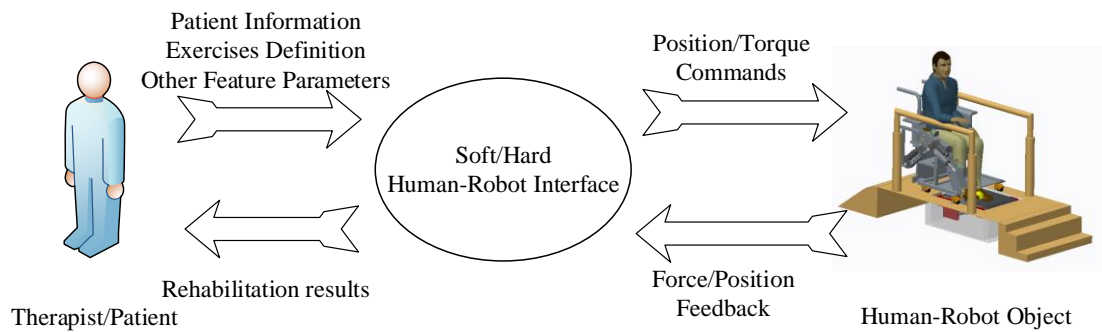 Patient Information
Exercises Definition
Other Feature Parameters
Position/Torque
Commands
Soft/Hard
Human-Robot Interface
Rehabilitation results
Force/Position
Feedback
Therapist/Patient
Human-Robot Object